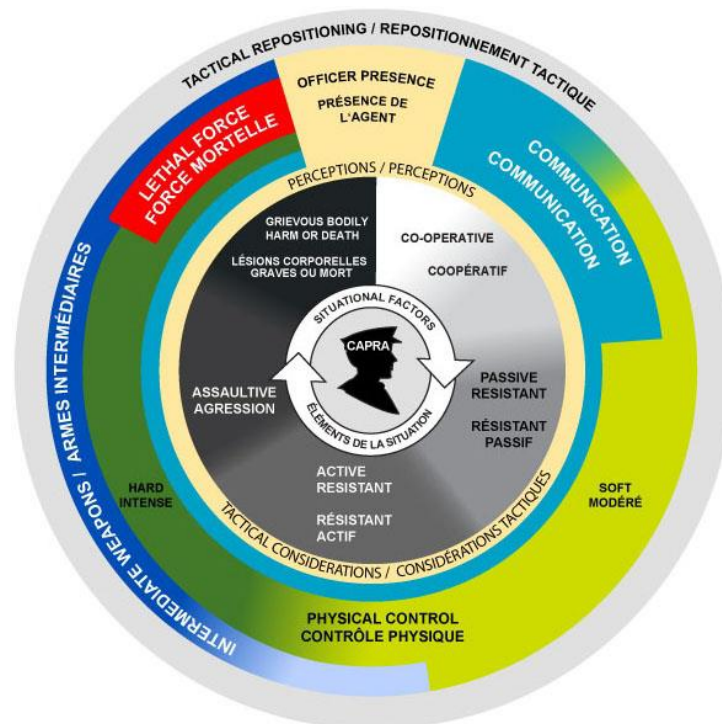 TACTICAL REPOSITIONING / REPOSITIONNEMENT TACTIQUE
OFFICER PRESENCE
PRÉSENCE DE
L'AGENT
LETHAL FORCE
FORCE MORTELLE
COMMUNICATION
COMMUNICATION
PERCEPTIONS / PERCEPTIONS
GRIEVOUS BODILY
HARM OR DEATH
LÉSIONS CORPORELLES
GRAVES OU MORT
CO-OPERATIVE
COOPÉRATIF
SITUATIONAL FACTORS
CAPRA
ÉLÉMENTS DE LA SITUATION
ASSAULTIVE
AGRESSION
PASSIVE
RESISTANT
RÉSISTANT
PASSIF
ACTIVE
RESISTANT
RÉSISTANT
ACTIF
HARD
INTENSE
SOFT
MODÉRÉ
TACTICAL CONSIDERATIONS / CONSIDÉRATIONS TACTIQUES
INTERMEDIATE WEAPONS / ARMES INTERMÉDIAIRES
PHYSICAL CONTROL
CONTRÔLE PHYSIQUE